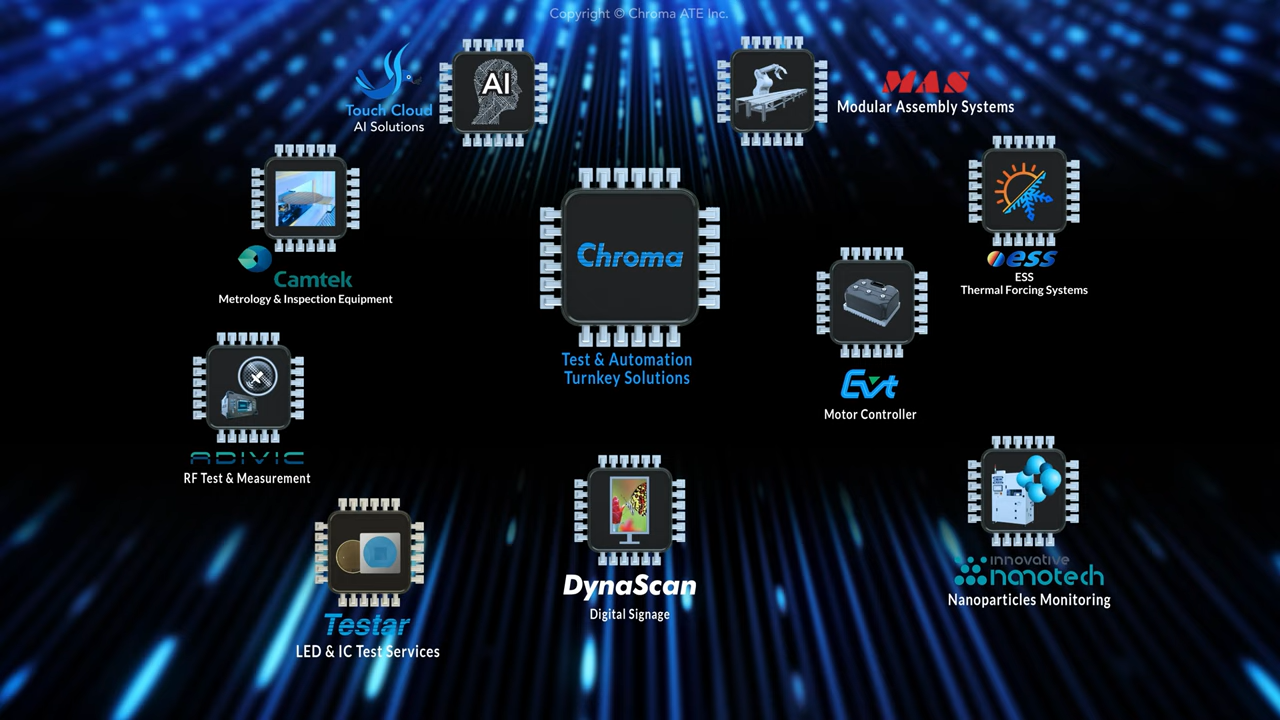 Copyright © Chroma ATE Inc.
Touch Cloud
AI Solutions
AI
MAS
Modular Assembly Systems
Camtek
Metrology & Inspection Equipment
Chroma
Test & Automation
Turnkey Solutions
ess
ESS
Thermal Forcing Systems
Evt
Motor Controller
ADIVIC
RF Test & Measurement
Testar
LED & IC Test Services
DynaScan
Digital Signage
innovative
nanotech
Nanoparticles Monitoring